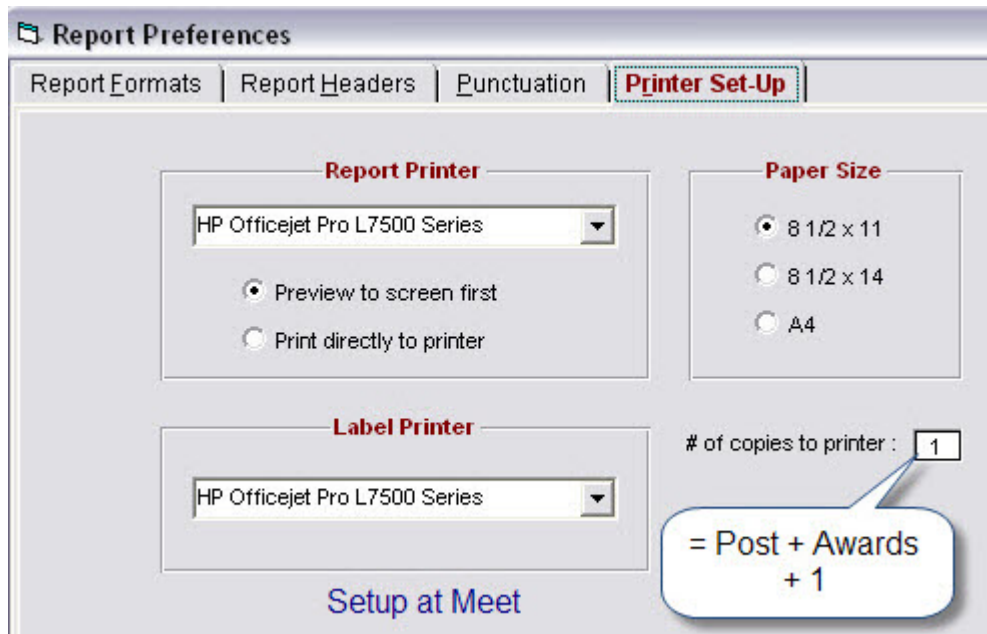 Report Preferences
Report Formats Report Headers Punctuation Printer Set-Up
Report Printer
HP Officejet Pro L7500 Series
Preview to screen first
Print directly to printer
Paper Size
8 1/2 x 11
8 1/2 x 14
A4
Label Printer
HP Officejet Pro L7500 Series
# of copies to printer : 1
= Post + Awards
+ 1
Setup at Meet